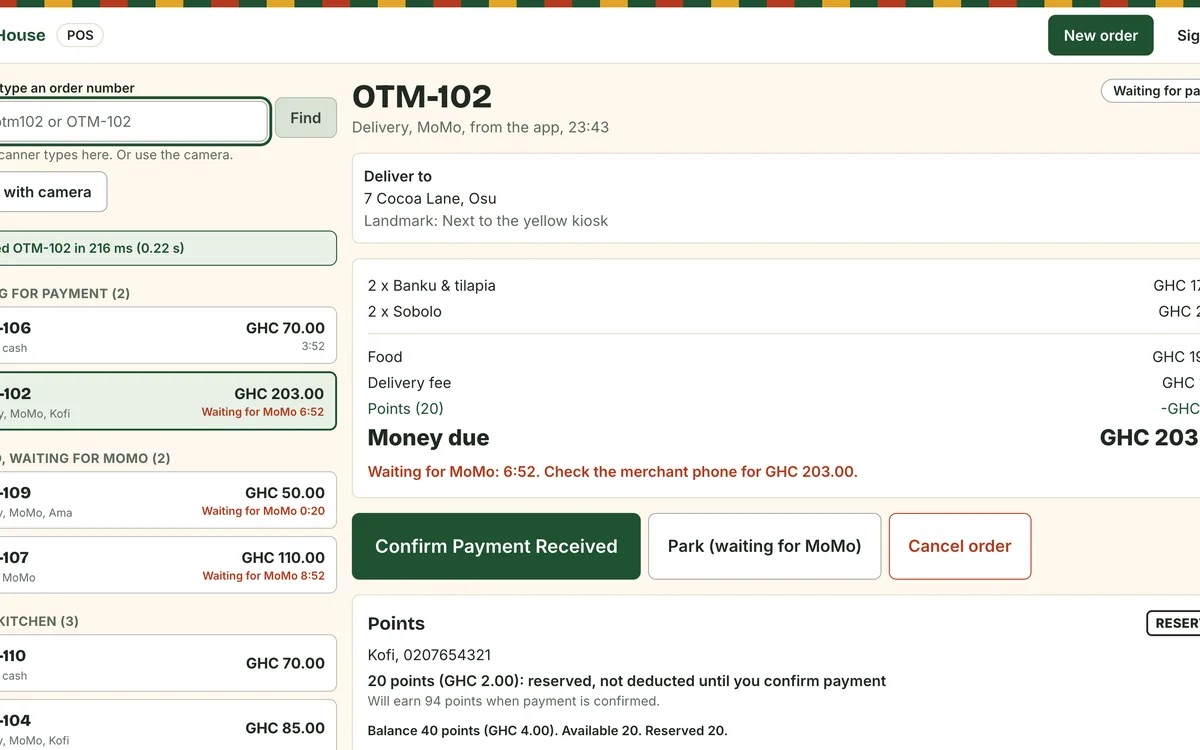 House POS
New order
type an order number
otm102 or OTM-102
Find
scanner types here. Or use the camera.
with camera
OTM-102 in 216 ms (0.22 s)
FOR PAYMENT (2)
-106 GHC 70.00
cash 3:52
-102 GHC 203.00
MoMo, Kofi Waiting for MoMo 6:52
WAITING FOR MOMO (2)
-109 GHC 50.00
MoMo, Ama Waiting for MoMo 0:20
-107 GHC 110.00
MoMo Waiting for MoMo 8:52
KITCHEN (3)
-110 GHC 70.00
cash
-104 GHC 85.00
MoMo, Kofi
OTM-102
Waiting for
Delivery, MoMo, from the app, 23:43
Deliver to
7 Cocoa Lane, Osu
Landmark: Next to the yellow kiosk
2 x Banku & tilapia GHC
2 x Sobolo GHC
Food GHC
Delivery fee GHC
Points (20) -GHC
Money due GHC 203
Waiting for MoMo: 6:52. Check the merchant phone for GHC 203.00.
Confirm Payment Received
Park (waiting for MoMo)
Cancel order
Points
Kofi, 0207654321
20 points (GHC 2.00): reserved, not deducted until you confirm payment
Will earn 94 points when payment is confirmed.
Balance 40 points (GHC 4.00). Available 20. Reserved 20.